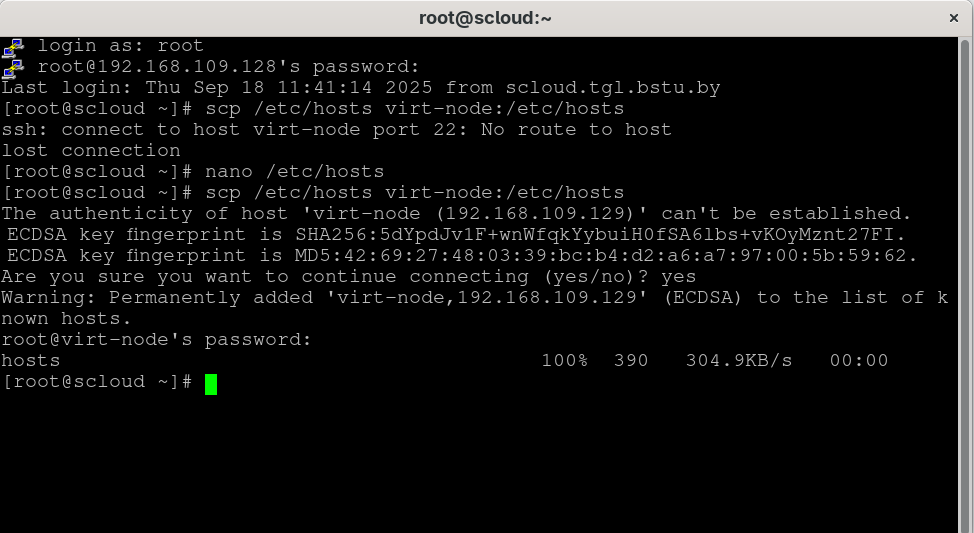 root@scloud:~
×
login as: root
root@192.168.109.128's password:
Last login: Thu Sep 18 11:41:14 2025 from scloud.tgl.bstu.by
[root@scloud ~]# scp /etc/hosts virt-node:/etc/hosts
ssh: connect to host virt-node port 22: No route to host
lost connection
[root@scloud ~]# nano /etc/hosts
[root@scloud ~]# scp /etc/hosts virt-node:/etc/hosts
The authenticity of host 'virt-node (192.168.109.129)' can't be established.
ECDSA key fingerprint is SHA256:5dYpdJv1F+wnWfqkYybuiH0fSA6lbs+vKOyMznt27FI.
ECDSA key fingerprint is MD5:42:69:27:48:03:39:bc:b4:d2:a6:a7:97:00:5b:59:62.
Are you sure you want to continue connecting (yes/no)? yes
Warning: Permanently added 'virt-node,192.168.109.129' (ECDSA) to the list of k
nown hosts.
root@virt-node's password:
hosts 100% 390 304.9KB/s 00:00
[root@scloud ~]#